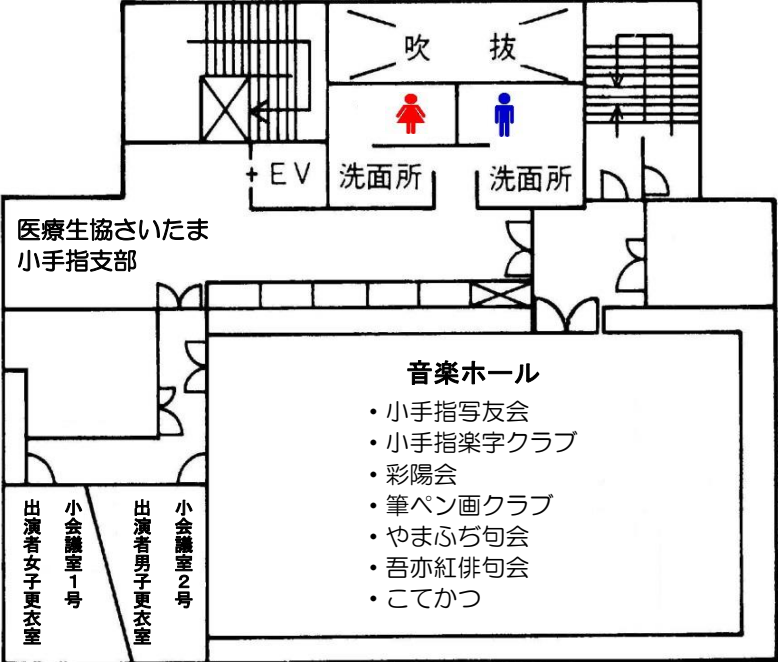 吹 抜
+EV
洗面所
洗面所
医療生協さいたま
小手指支部
音楽ホール
・小手指写友会
・小手指楽字クラブ
・彩陽会
・筆ペン画クラブ
・やまふぢ句会
・吾亦紅俳句会
・こてかつ
小会議室2号
出演者男子更衣室
小会議室1号
出演者女子更衣室